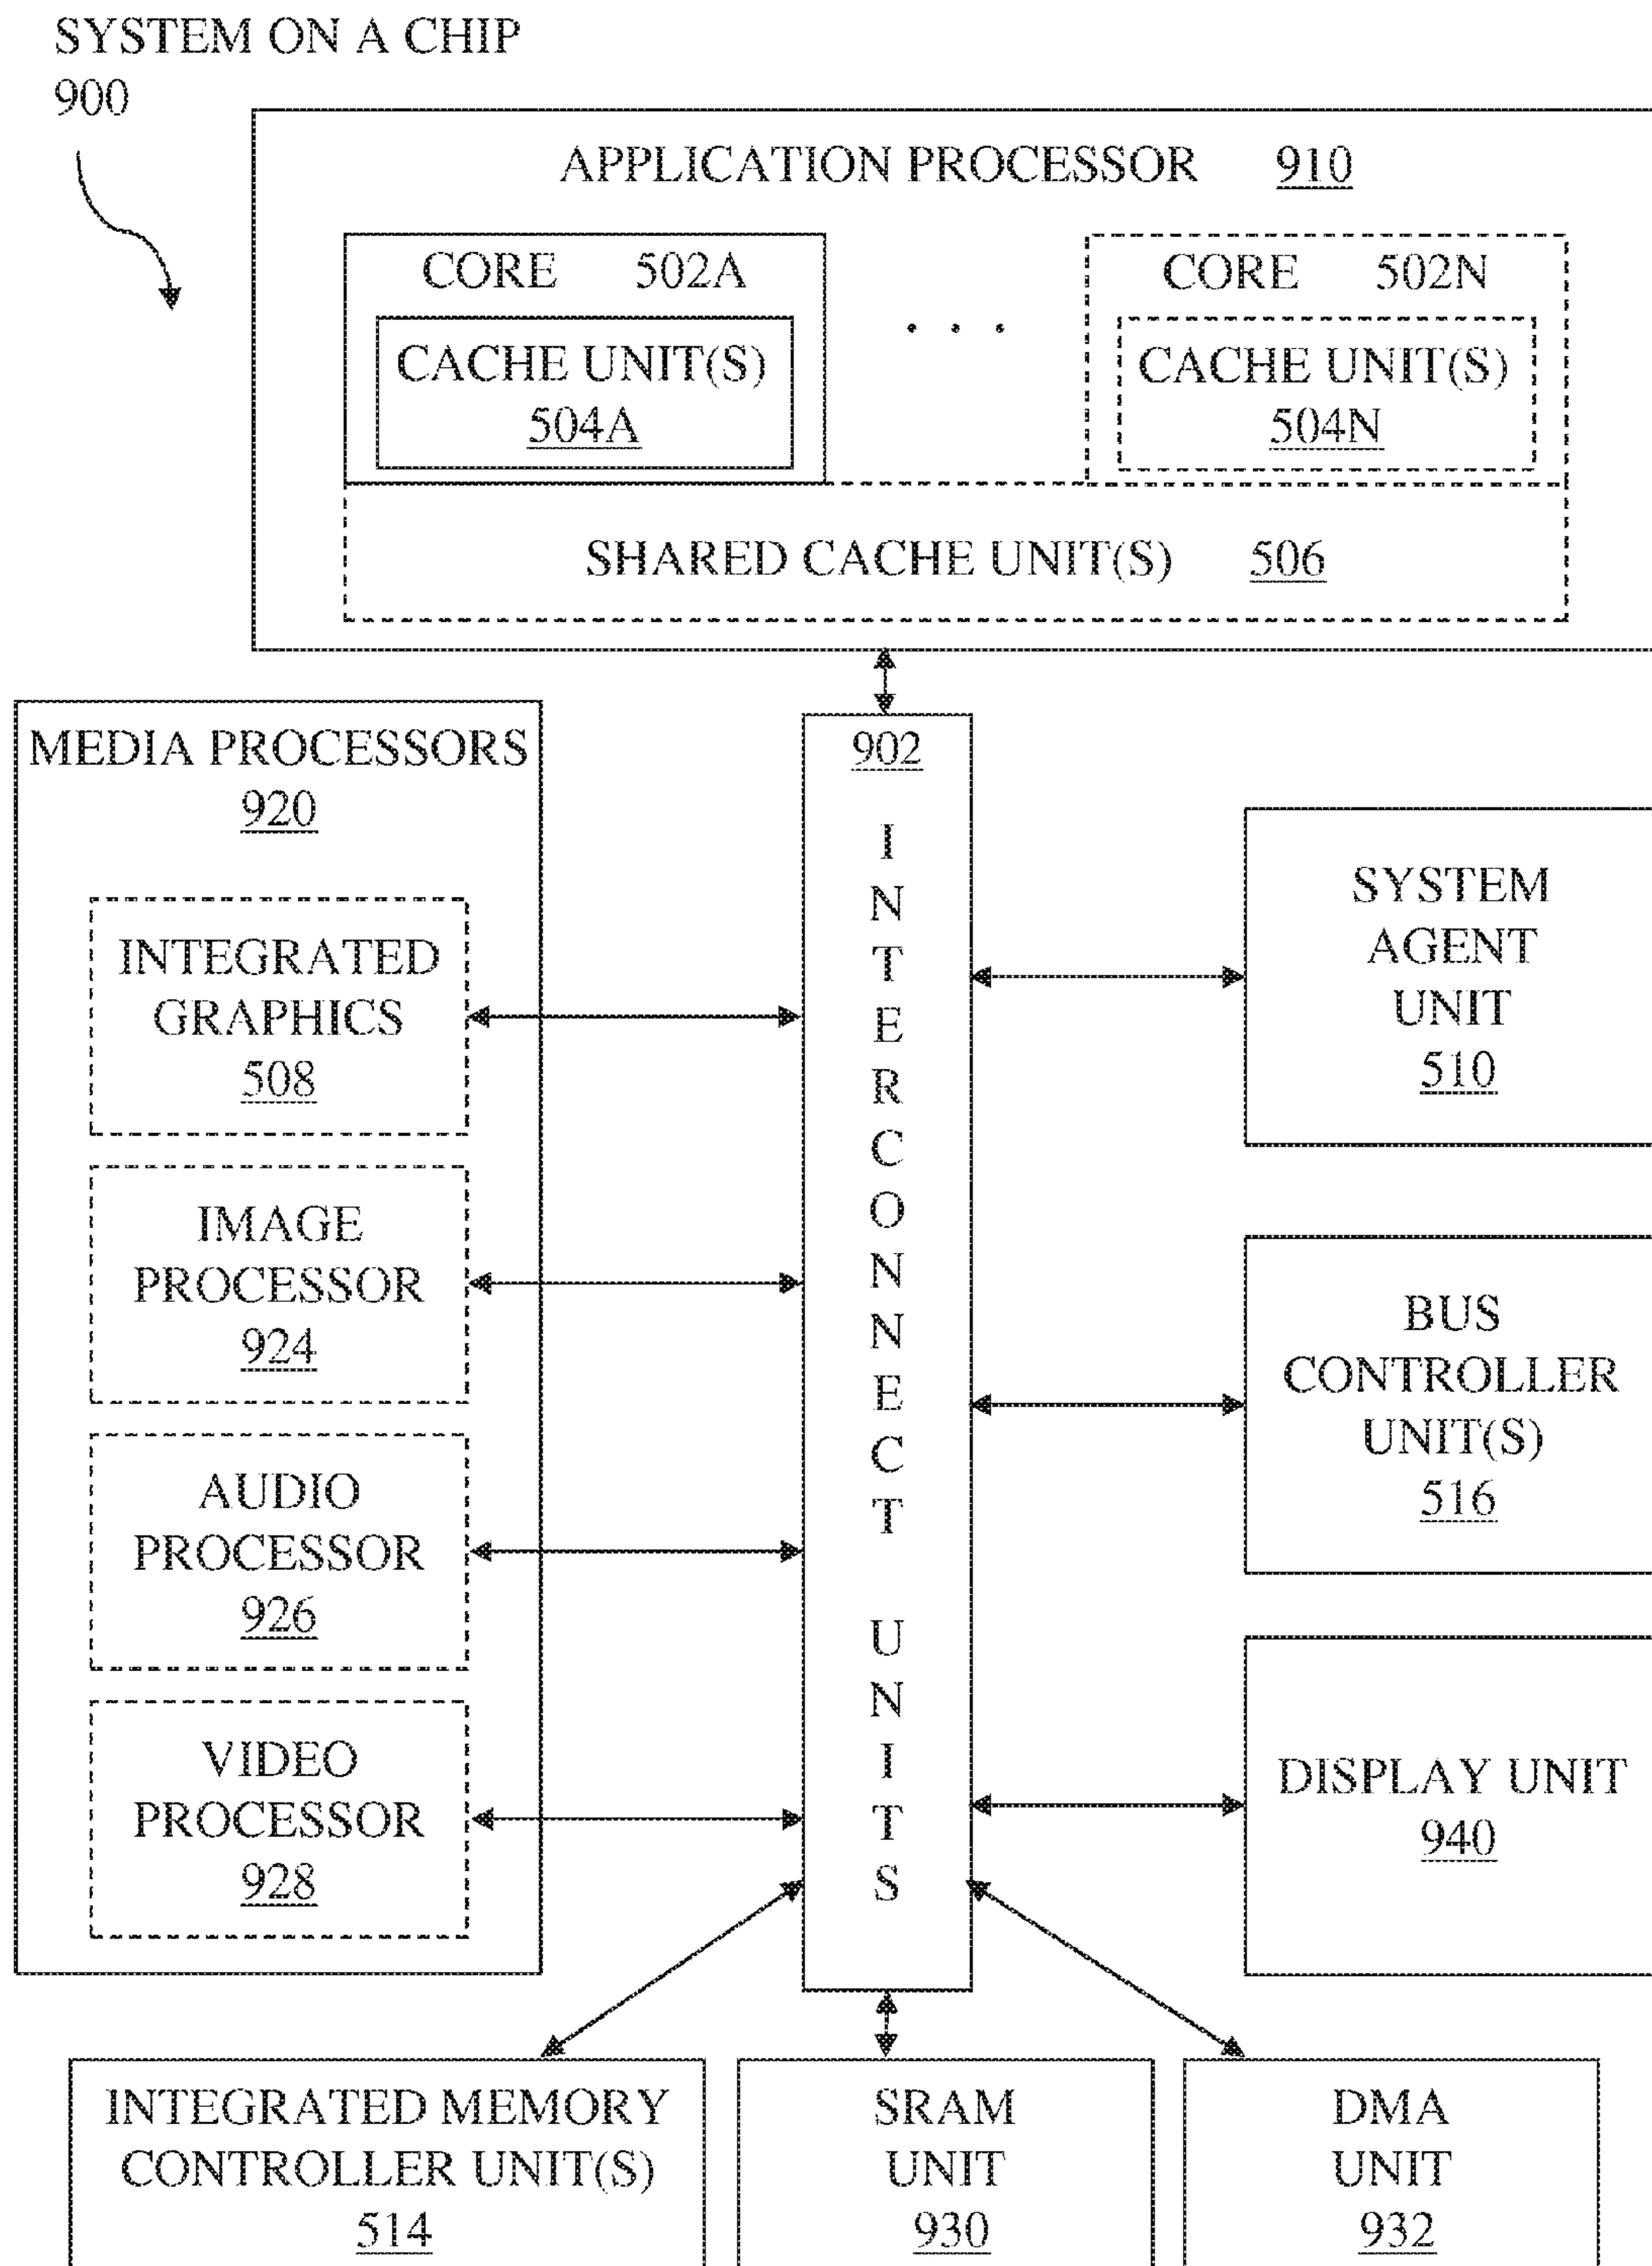 SYSTEM ON A CHIP
900
APPLICATION PROCESSOR 910
CORE 502A
CACHE UNIT(S)
504A
. . .
CORE 502N
CACHE UNIT(S)
504N
SHARED CACHE UNIT(S) 506
MEDIA PROCESSORS
920
INTEGRATED
GRAPHICS
508
IMAGE
PROCESSOR
924
AUDIO
PROCESSOR
926
VIDEO
PROCESSOR
928
902
INTERCONNECT UNITS
SYSTEM
AGENT
UNIT
510
BUS
CONTROLLER
UNIT(S)
516
DISPLAY UNIT
940
INTEGRATED MEMORY
CONTROLLER UNIT(S)
514
SRAM
UNIT
930
DMA
UNIT
932